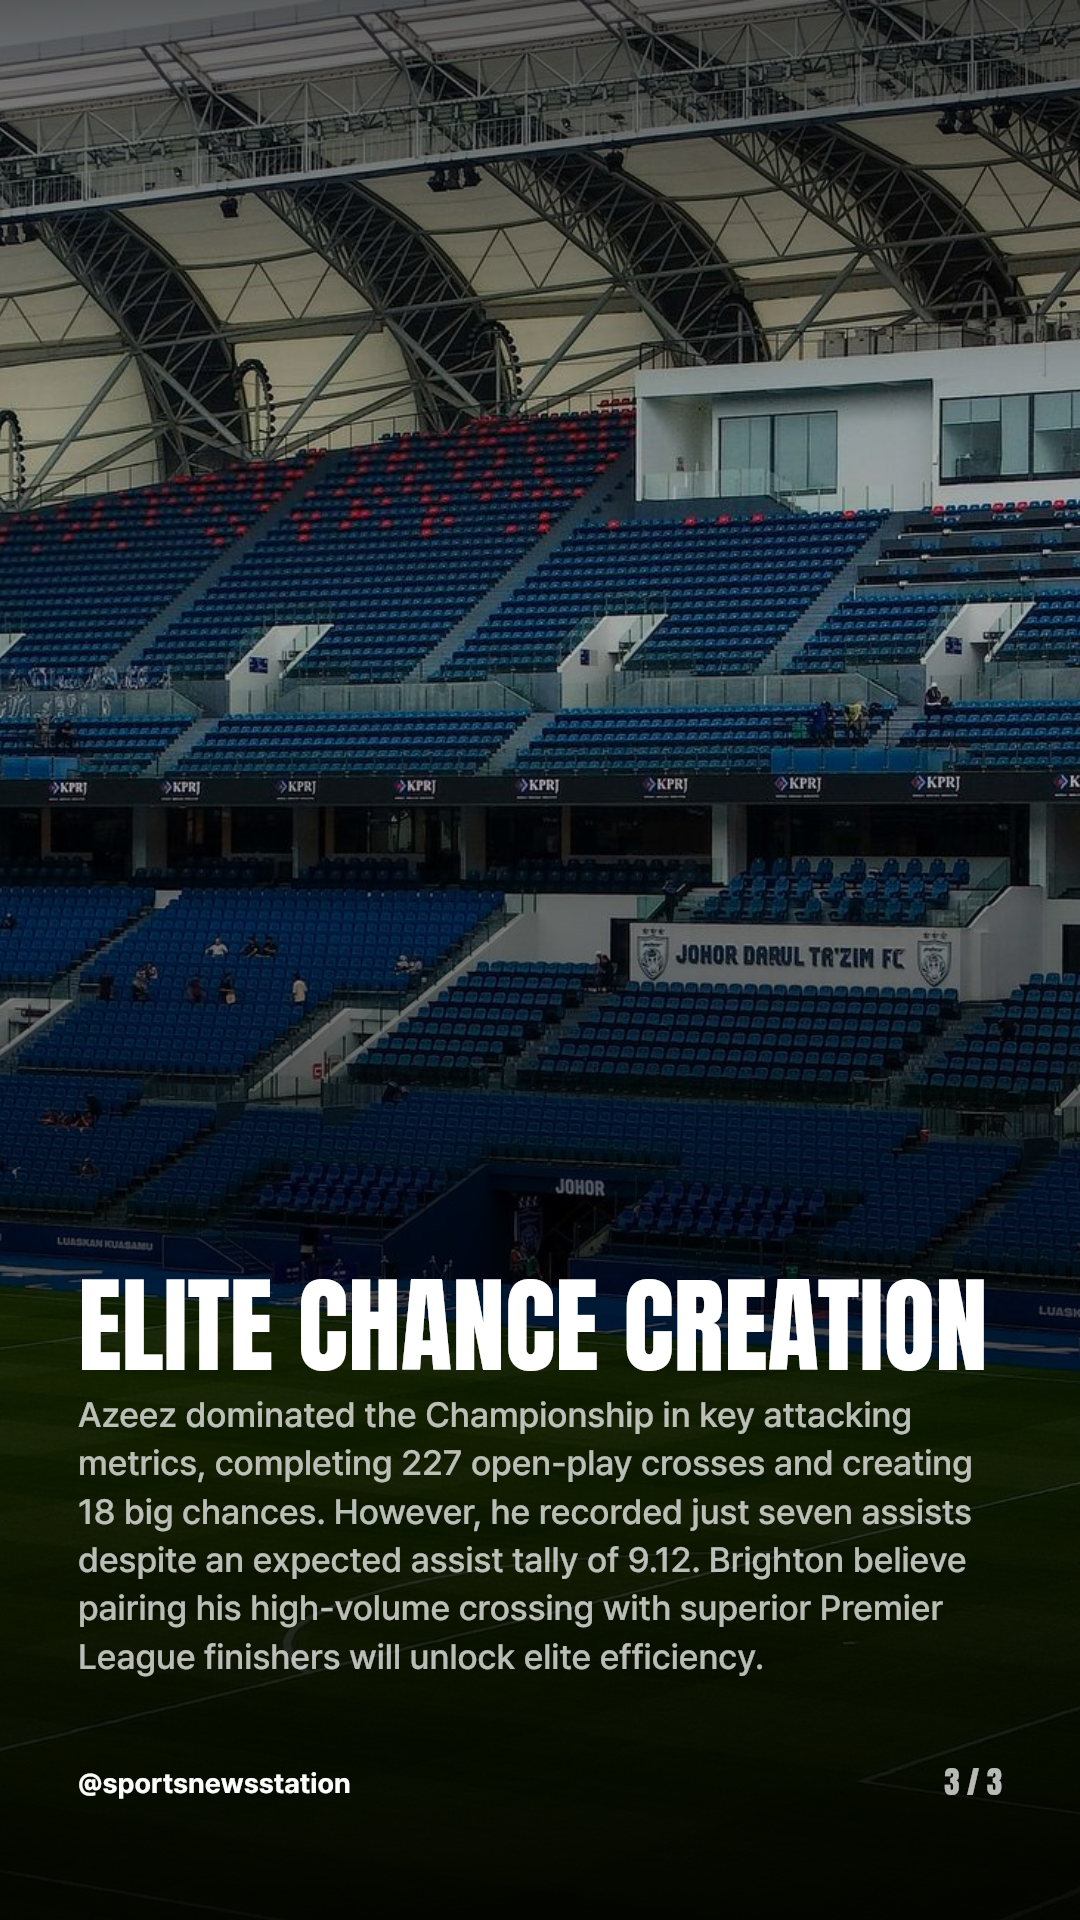 KPRJ KPRJ KPRJ KPRJ KPRJ KPRJ KPRJ KPRJ
JOHOR DARUL TA'ZIM FC
JOHOR
LUASKAN KUASAMU
ELITE CHANCE CREATION
Azeez dominated the Championship in key attacking
metrics, completing 227 open-play crosses and creating
18 big chances. However, he recorded just seven assists
despite an expected assist tally of 9.12. Brighton believe
pairing his high-volume crossing with superior Premier
League finishers will unlock elite efficiency.
@sportsnewsstation
3 / 3